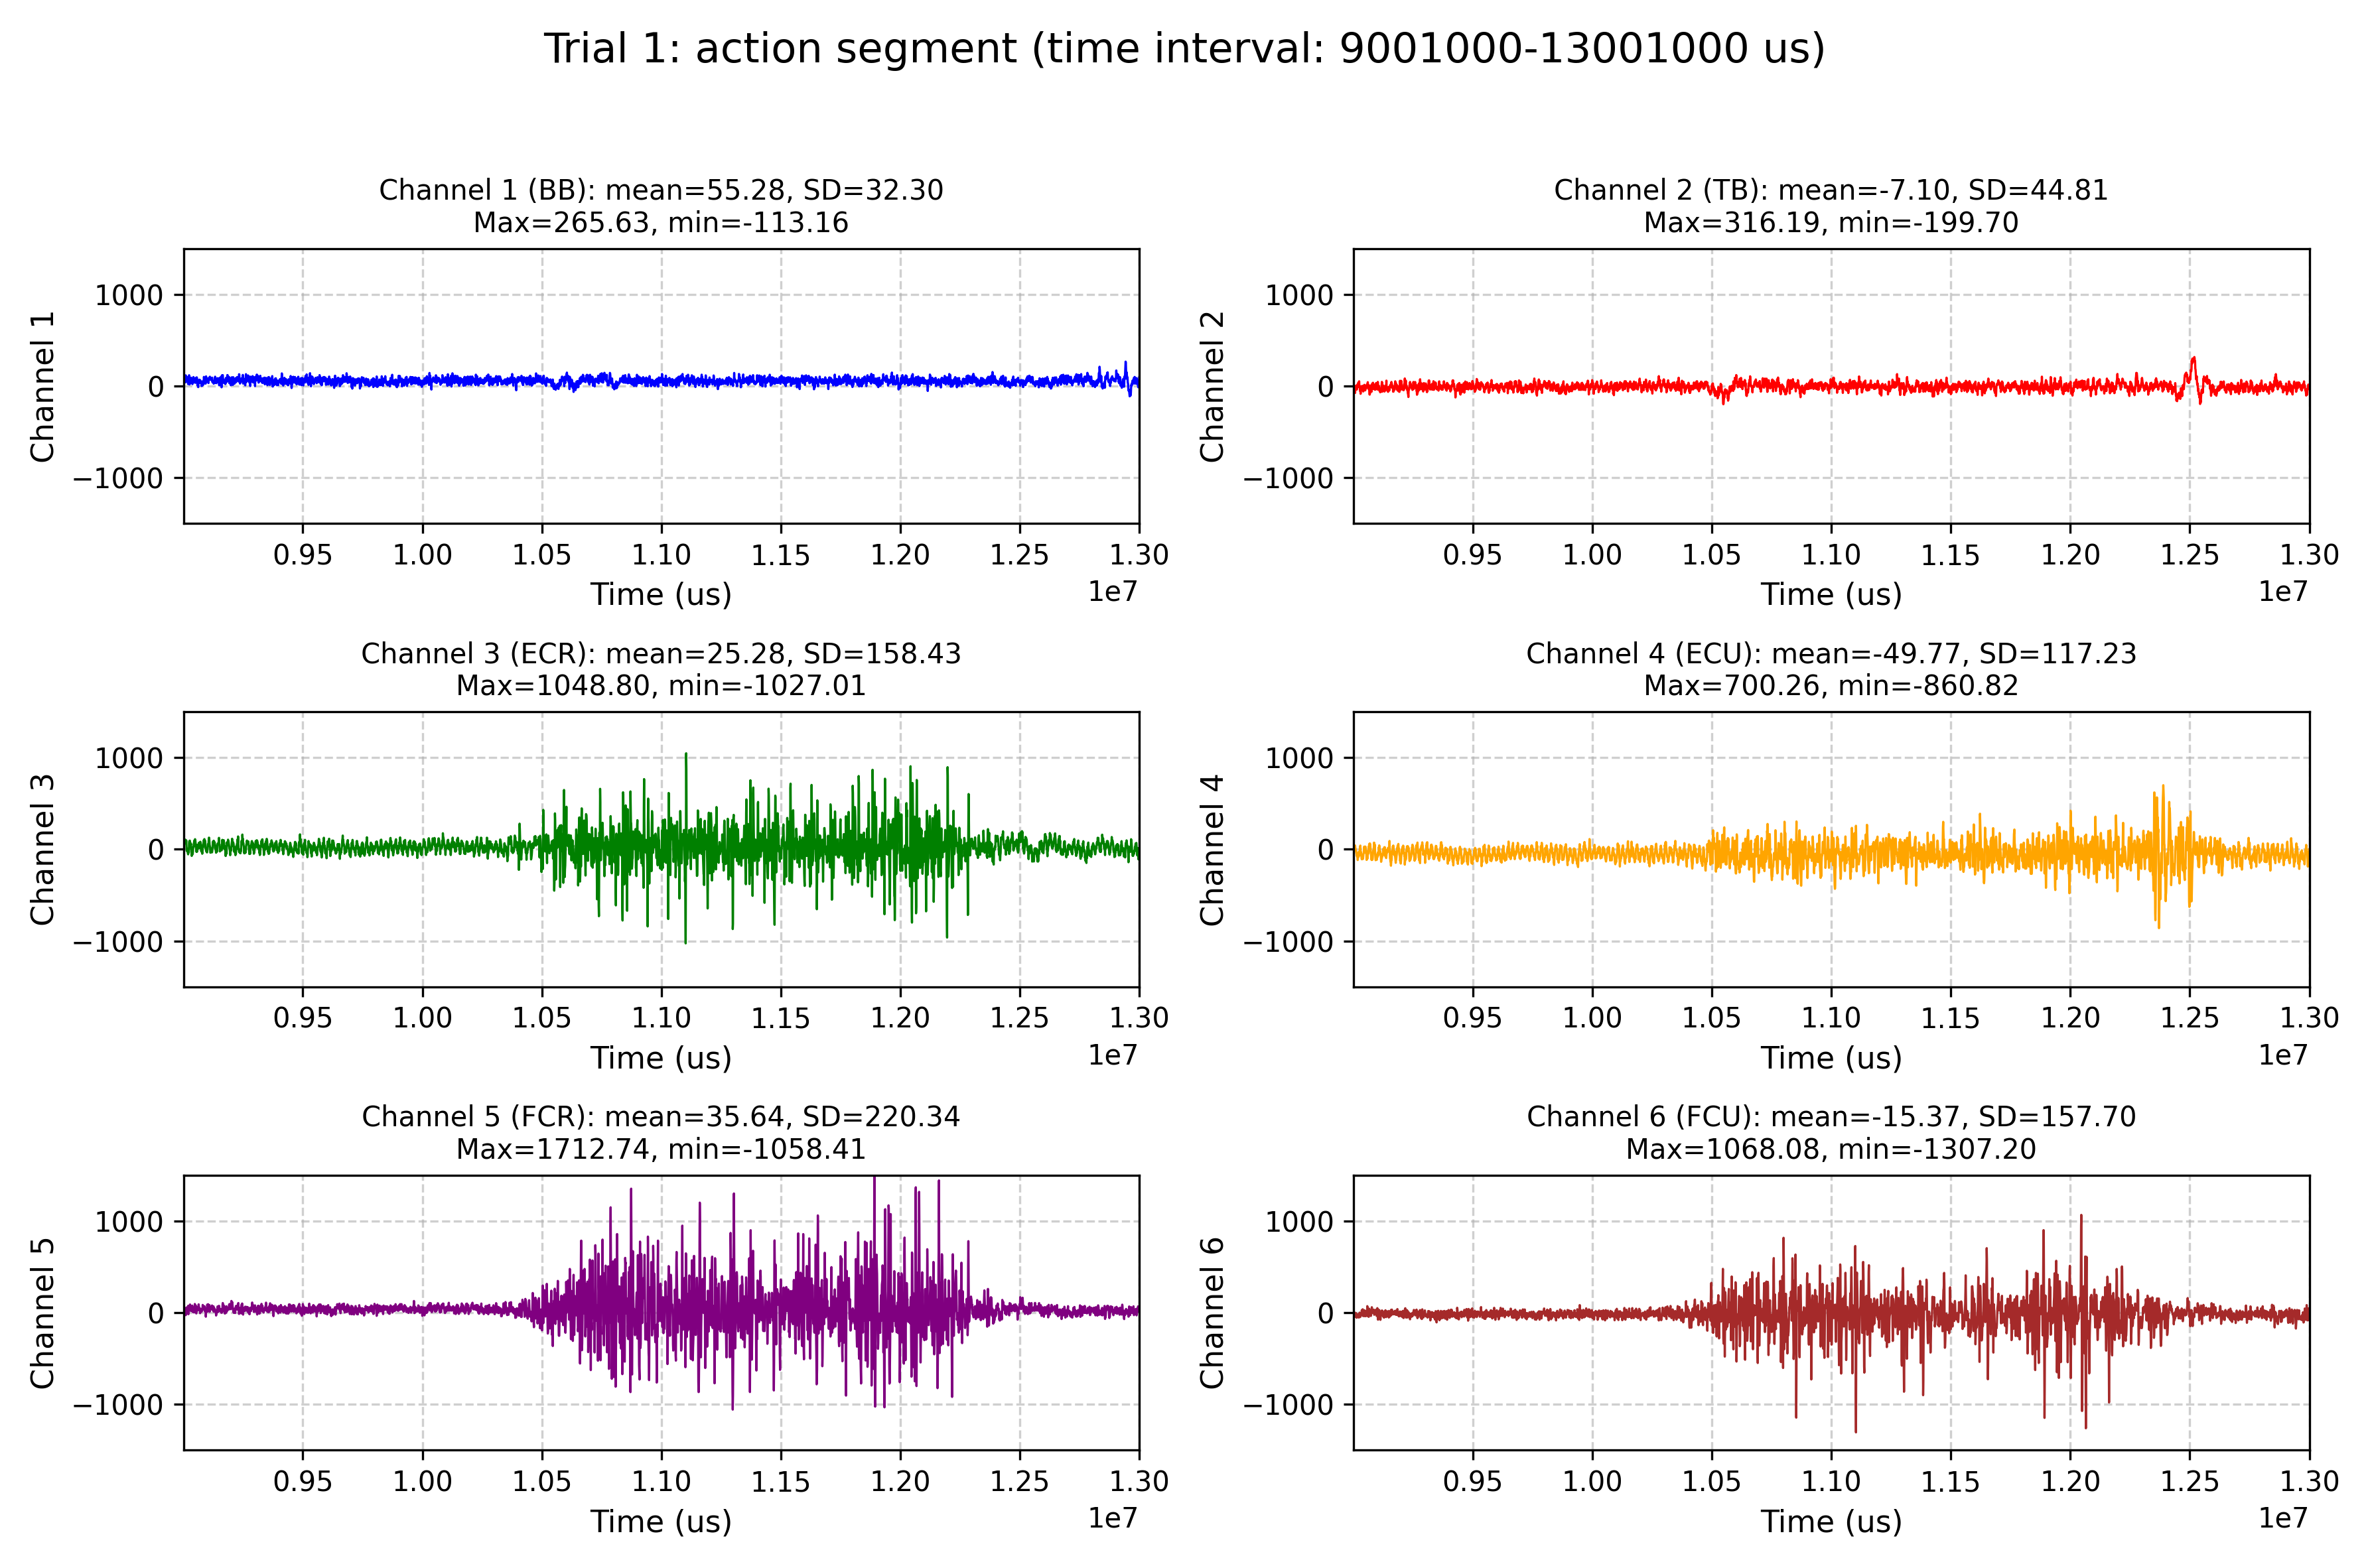 Trial 1: action segment (time interval: 9001000-13001000 us)
Channel 1 (BB): mean=55.28, SD=32.30
Max=265.63, min=-113.16
1000
0
−1000
Channel 1
0.95 1.00 1.05 1.10 1.15 1.20 1.25 1.30
Time (us)
1e7
Channel 2 (TB): mean=-7.10, SD=44.81
Max=316.19, min=-199.70
1000
0
−1000
Channel 2
0.95 1.00 1.05 1.10 1.15 1.20 1.25 1.30
Time (us)
1e7
Channel 3 (ECR): mean=25.28, SD=158.43
Max=1048.80, min=-1027.01
1000
0
−1000
Channel 3
0.95 1.00 1.05 1.10 1.15 1.20 1.25 1.30
Time (us)
1e7
Channel 4 (ECU): mean=-49.77, SD=117.23
Max=700.26, min=-860.82
1000
0
−1000
Channel 4
0.95 1.00 1.05 1.10 1.15 1.20 1.25 1.30
Time (us)
1e7
Channel 5 (FCR): mean=35.64, SD=220.34
Max=1712.74, min=-1058.41
1000
0
−1000
Channel 5
0.95 1.00 1.05 1.10 1.15 1.20 1.25 1.30
Time (us)
1e7
Channel 6 (FCU): mean=-15.37, SD=157.70
Max=1068.08, min=-1307.20
1000
0
−1000
Channel 6
0.95 1.00 1.05 1.10 1.15 1.20 1.25 1.30
Time (us)
1e7